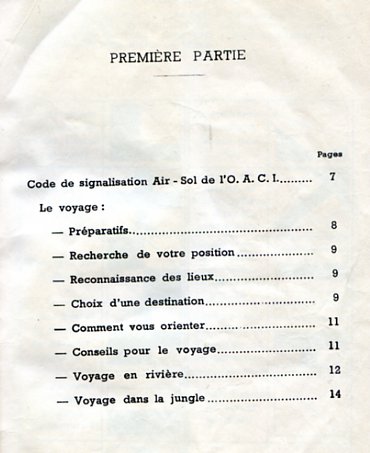 PREMIÈRE PARTIE
Pages
Code de signalisation Air - Sol de l'O. A. C. I. ......... 7
Le voyage :
— Préparatifs.................................................. 8
— Recherche de votre position .................... 9
— Reconnaissance des lieux......................... 9
— Choix d'une destination........................... 9
— Comment vous orienter........................... 11
— Conseils pour le voyage......................... 11
— Voyage en rivière................................. 12
— Voyage dans la jungle ........................... 14